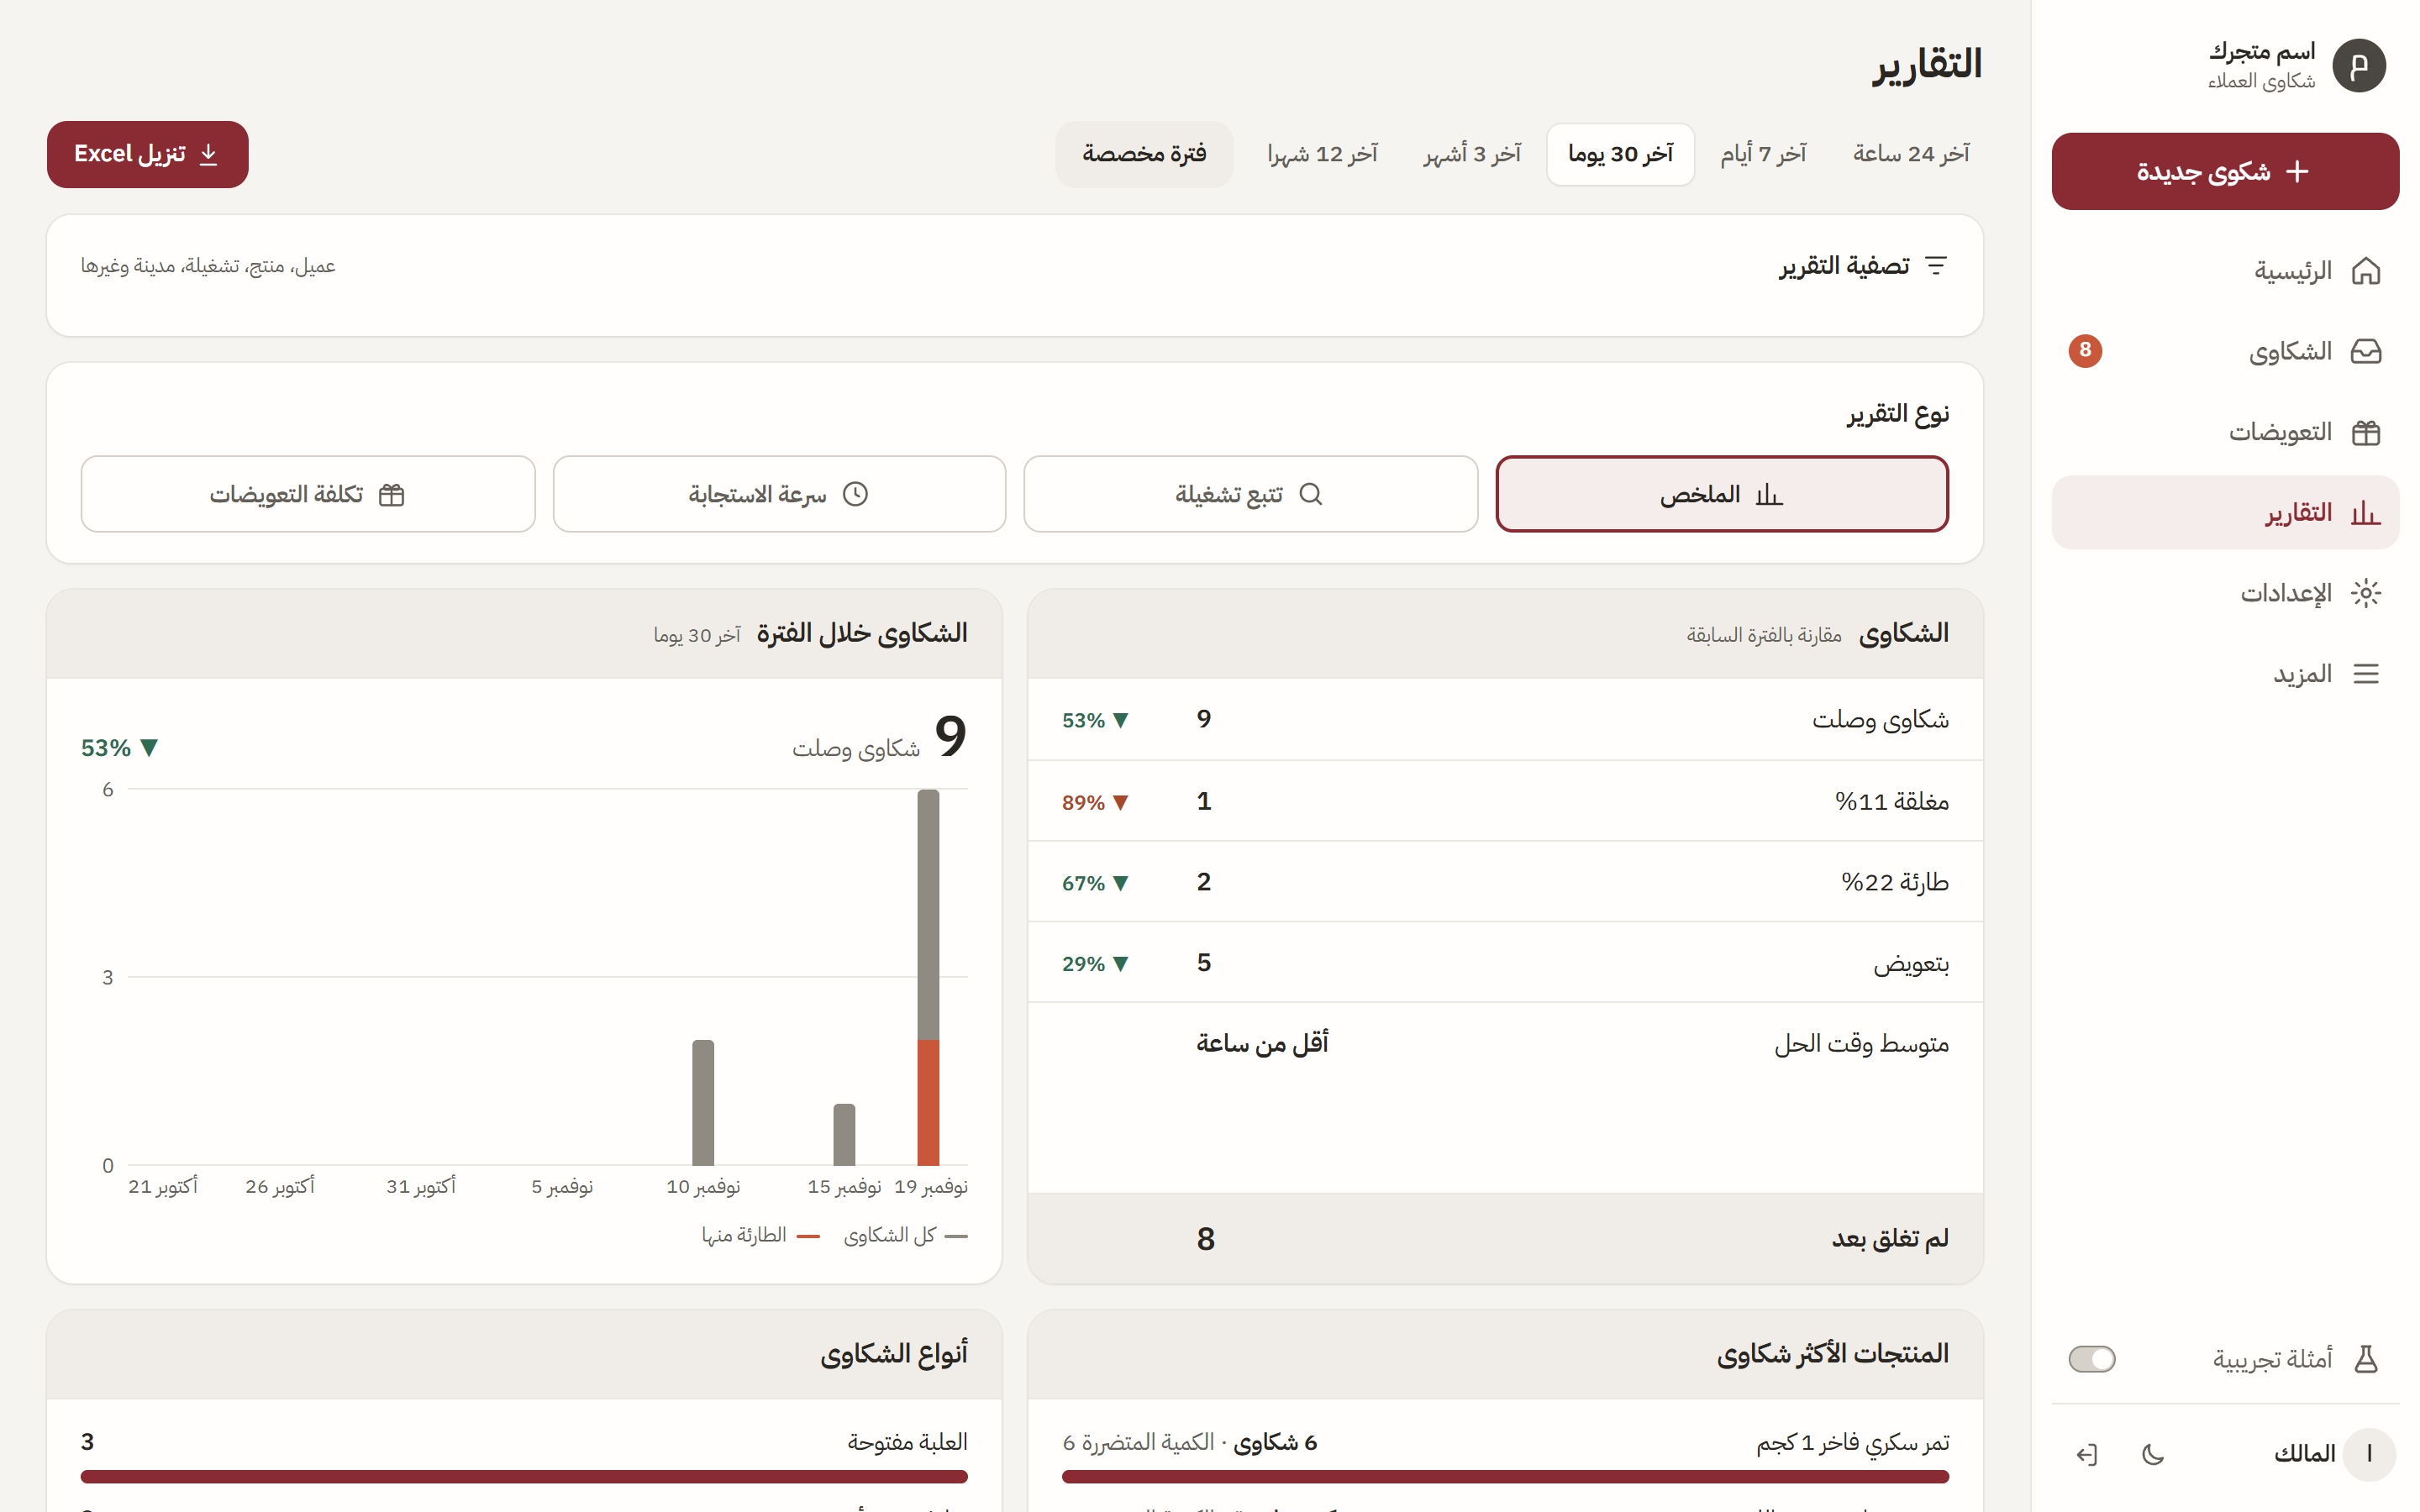 اسم متجرك
شكاوى العملاء
م
شكوى جديدة
الرئيسية
الشكاوى
8
التعويضات
التقارير
الإعدادات
المزيد
أمثلة تجريبية
ا
المالك
التقارير
آخر 24 ساعة
آخر 7 أيام
آخر 30 يوما
آخر 3 أشهر
آخر 12 شهرا
فترة مخصصة
تنزيل Excel
تصفية التقرير
عميل، منتج، تشغيلة، مدينة وغيرها
نوع التقرير
الملخص
تتبع تشغيلة
سرعة الاستجابة
تكلفة التعويضات
الشكاوى مقارنة بالفترة السابقة
شكاوى وصلت 9 ▼ 53%
مغلقة 11% 1 ▼ 89%
طارئة 22% 2 ▼ 67%
بتعويض 5 ▼ 29%
متوسط وقت الحل أقل من ساعة
لم تغلق بعد 8
الشكاوى خلال الفترة آخر 30 يوما
9 شكاوى وصلت ▼ 53%
6
3
0
21 أكتوبر
26 أكتوبر
31 أكتوبر
5 نوفمبر
10 نوفمبر
15 نوفمبر
19 نوفمبر
كل الشكاوى
الطارئة منها
المنتجات الأكثر شكاوى
تمر سكري فاخر 1 كجم 6 شكاوى · الكمية المتضررة 6
أنواع الشكاوى
العلبة مفتوحة 3